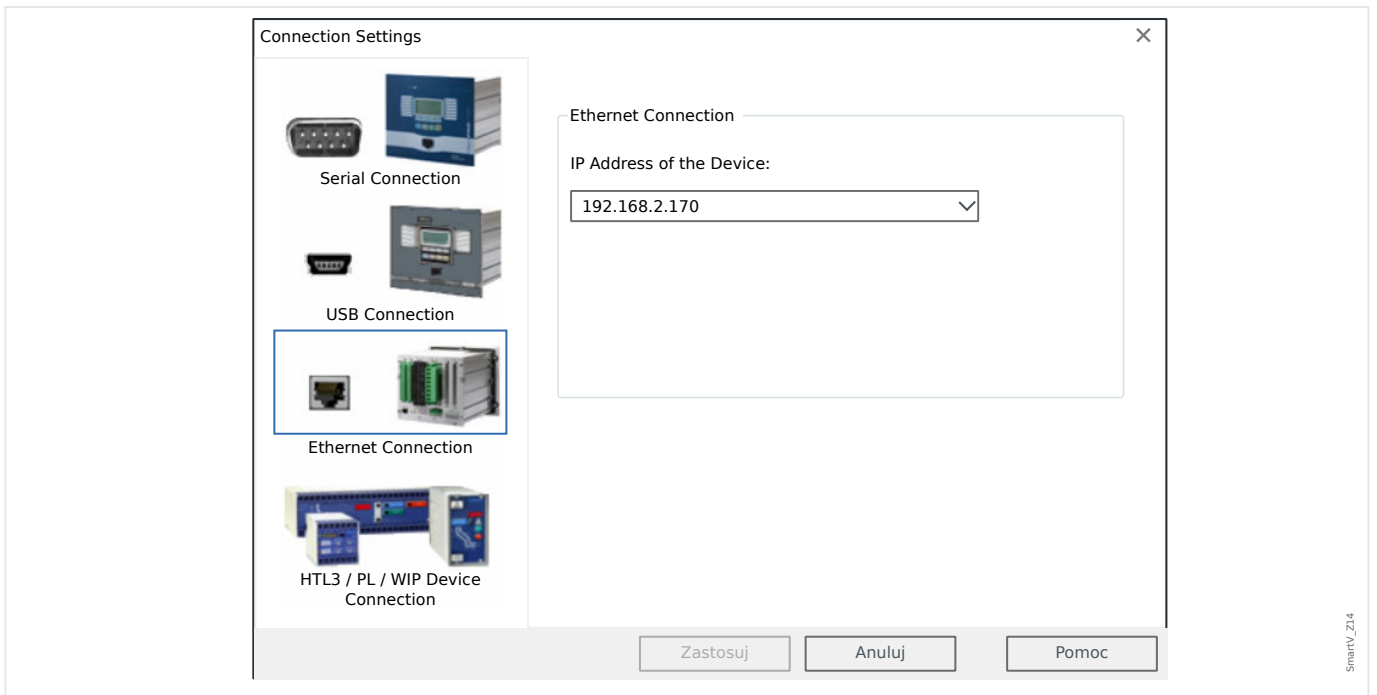 Connection Settings
Serial Connection
USB Connection
Ethernet Connection
HTL3 / PL / WIP Device
Connection
Ethernet Connection
IP Address of the Device:
192.168.2.170
Zastosuj
Anuluj
Pomoc
SmartV_Z14